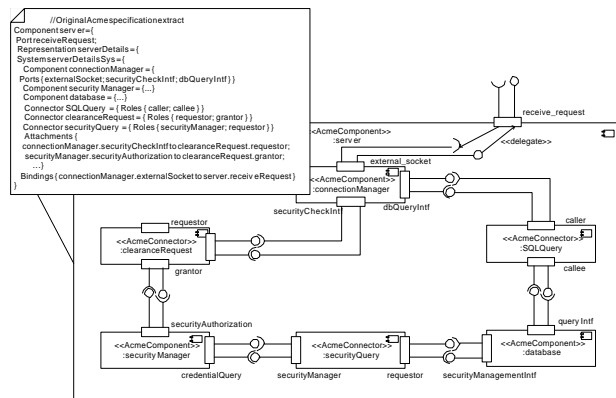 //OriginalAcmespecificationextract
Component server = {
Port receiveRequest;
Representation serverDetails = {
System serverDetailsSys = {
Component connectionManager = {
Ports { externalSocket; securityCheckIntf; dbQueryIntf } }
Component security Manager = {...}
Component database = {...}
Connector SQLQuery = { Roles { caller; callee } }
Connector clearanceRequest = { Roles { requestor; grantor } }
Connector securityQuery = { Roles { securityManager; requestor } }
Attachments {
connectionManager.securityCheckIntf to clearanceRequest.requestor;
securityManager.securityAuthorization to clearanceRequest.grantor;
...}
Bindings { connectionManager.externalSocket to server.receiveRequest }
}
receive_request
<<AcmeComponent>>
:server
<<delegate>>
external_socket
<<AcmeComponent>>
:connectionManager
securityCheckIntf
dbQueryIntf
requestor
<<AcmeConnector>>
:clearanceRequest
grantor
caller
<<AcmeConnector>>
:SQLQuery
callee
securityAuthorization
<<AcmeComponent>>
:security Manager
credentialQuery
<<AcmeConnector>>
:securityQuery
securityManager
requestor
query Intf
<<AcmeComponent>>
:database
securityManagementIntf